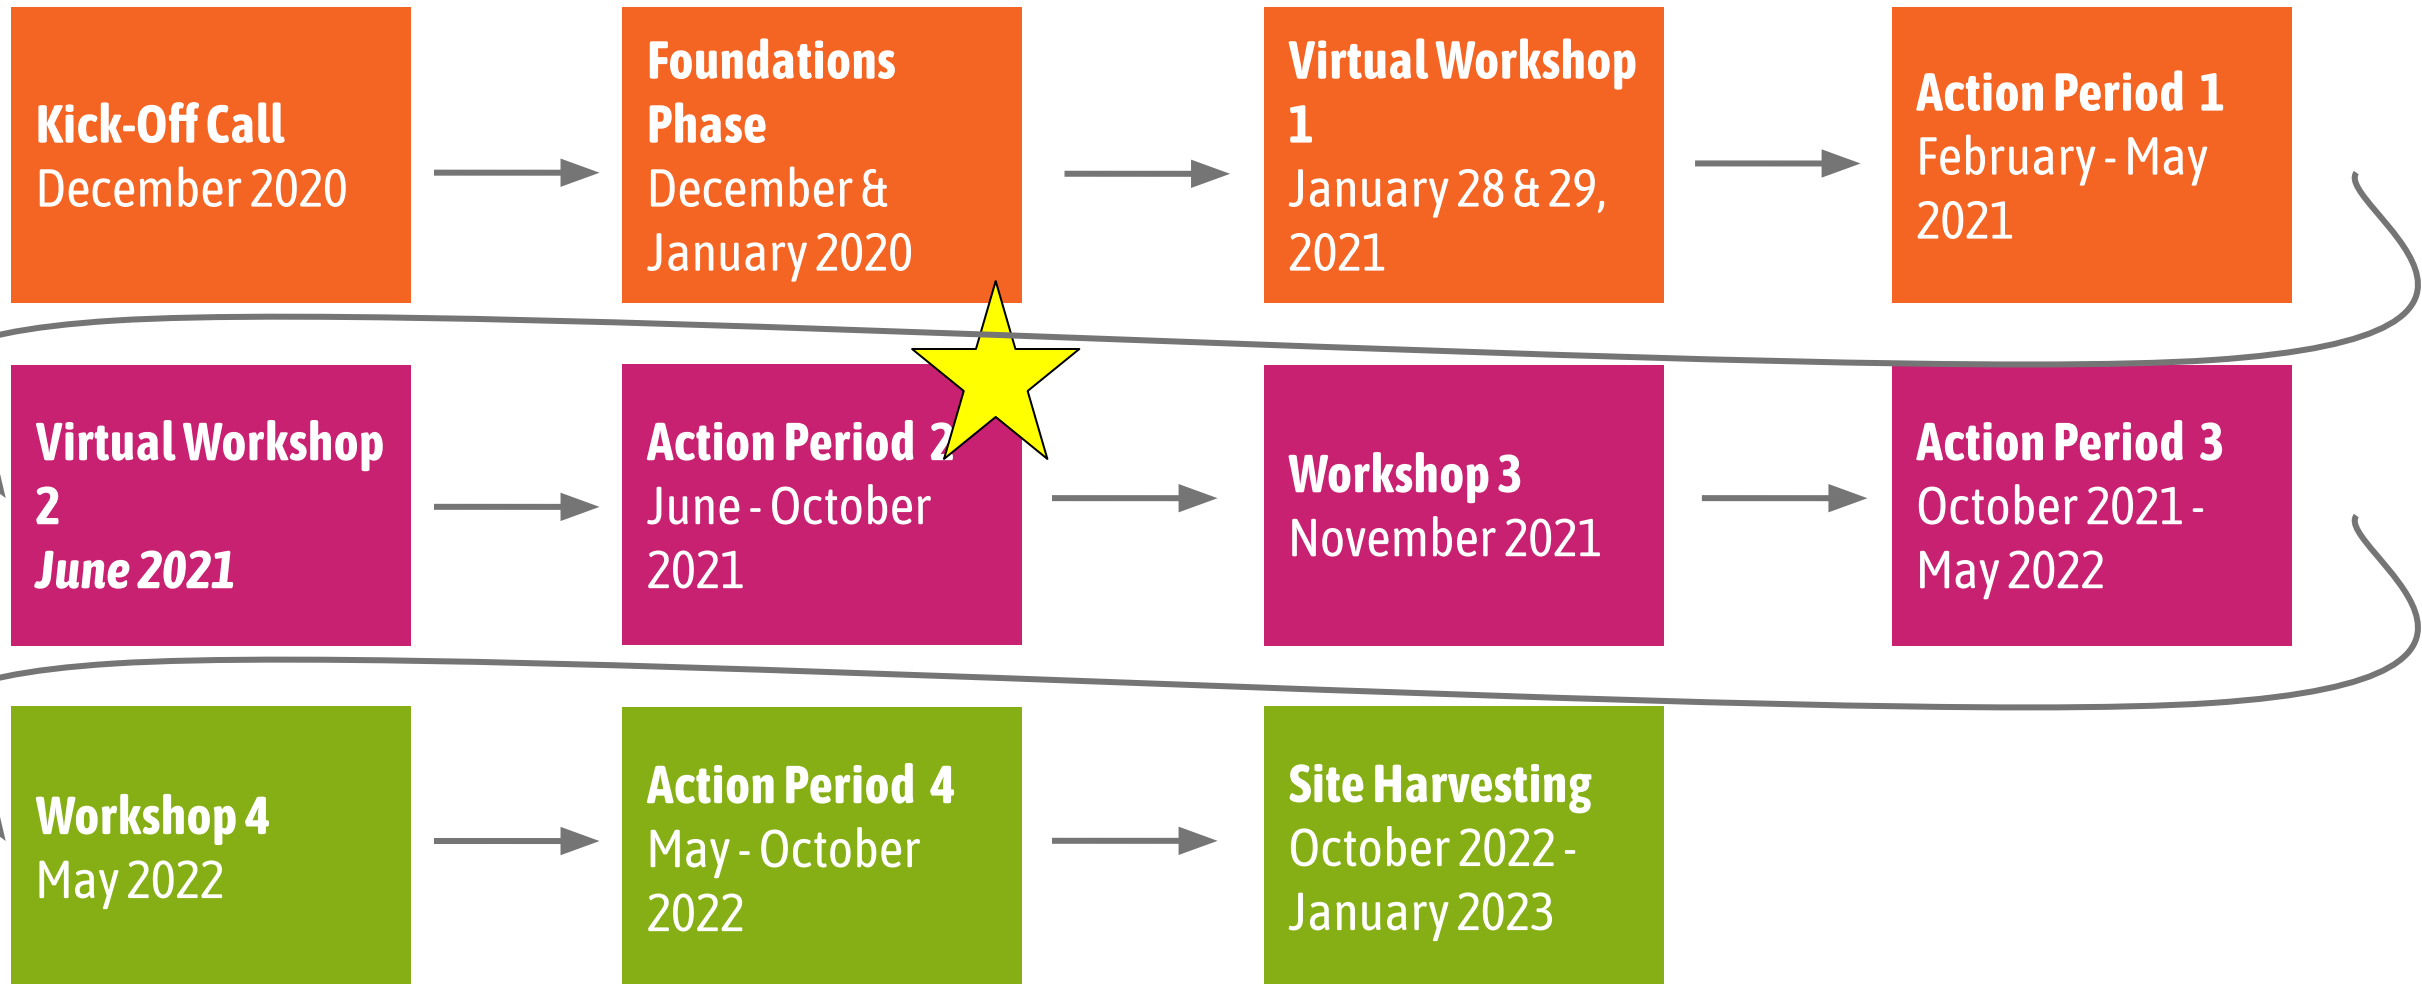 Kick-Off Call
December 2020
Foundations
Phase
December &
January 2020
Virtual Workshop
1
January 28 & 29,
2021
Action Period 1
February - May
2021
Virtual Workshop
2
June 2021
Action Period 2
June - October
2021
Workshop 3
November 2021
Action Period 3
October 2021 -
May 2022
Workshop 4
May 2022
Action Period 4
May - October
2022
Site Harvesting
October 2022 -
January 2023